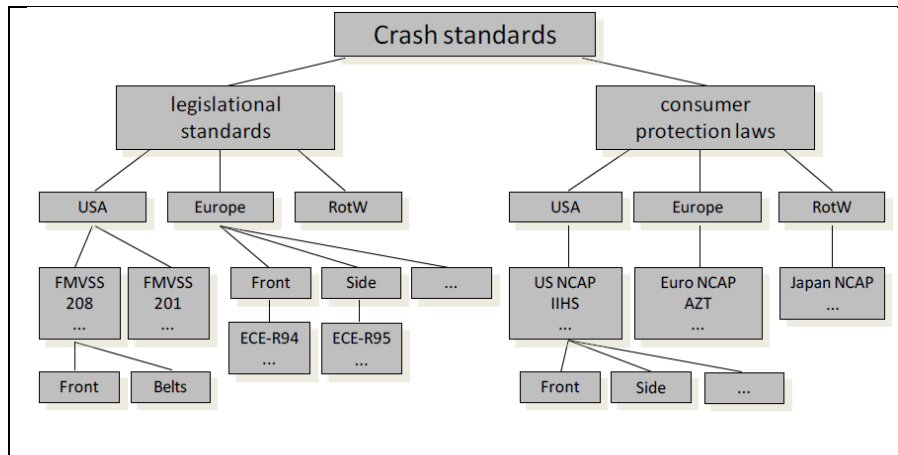 Crash standards
legislational
standards
consumer
protection laws
USA
Europe
RotW
USA
Europe
RotW
FMVSS
208
...
FMVSS
201
...
Front
Side
...
US NCAP
IIHS
...
Euro NCAP
AZT
...
Japan NCAP
...
ECE-R94
...
ECE-R95
...
Front
Belts
Front
Side
...